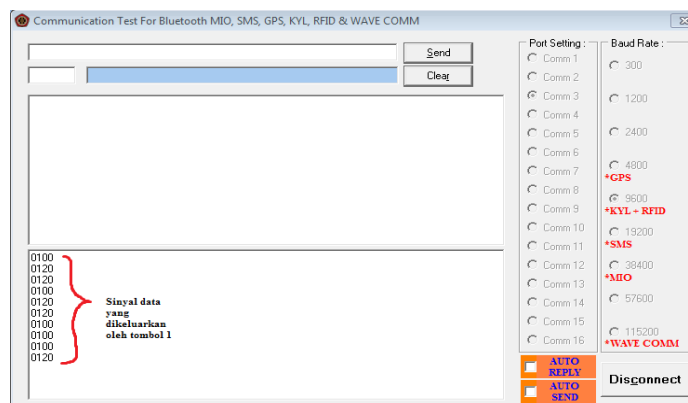 Communication Test For Bluetooth MIO, SMS, GPS, KYL, RFID & WAVE COMM
Send
Clear
0100
0120
0120
0100
0120
0120
0100
0100
0100
0120
Sinyal data
yang
dikeluarkan
oleh tombol 1
Port Setting :
Comm 1
Comm 2
Comm 3
Comm 4
Comm 5
Comm 6
Comm 7
Comm 8
Comm 9
Comm 10
Comm 11
Comm 12
Comm 13
Comm 14
Comm 15
Comm 16
Baud Rate :
300
1200
2400
4800
*GPS
9600
*KYL + RFID
19200
*SMS
38400
*MIO
57600
115200
*WAVE COMM
AUTO
REPLY
AUTO
SEND
Disconnect